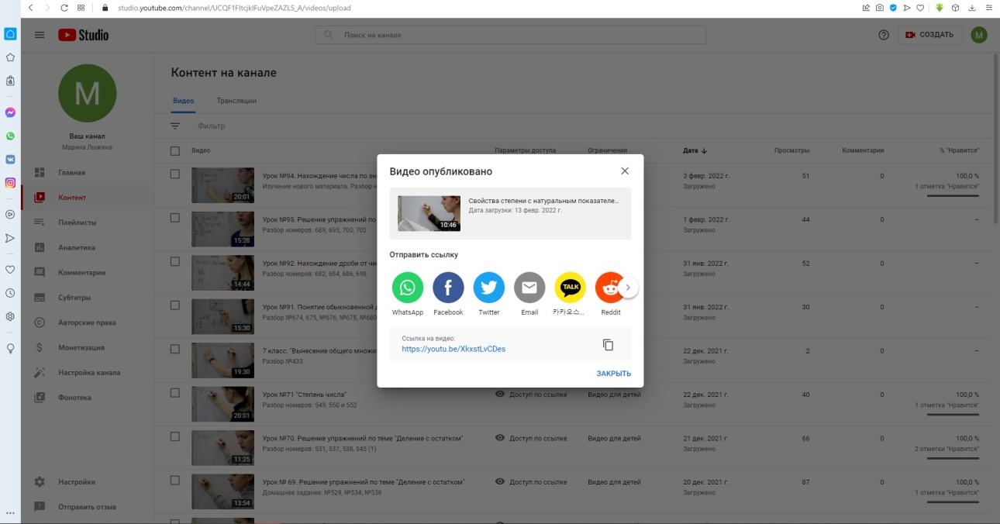 studio.youtube.com/channel/UCQF1FItcjkIFuVpeZAZLS_A/videos/upload
Studio
Поиск на канале
СОЗДАТЬ
M
M
Ваш канал
Марина Лыжина
Главная
Контент
Плейлисты
Аналитика
Комментарии
Субтитры
Авторские права
Монетизация
Настройка канала
Фонотека
Настройки
Отправить отзыв
Контент на канале
Видео
Трансляции
Фильтр
Видео
Параметры доступа
Ограничения
Дата
Просмотры
Комментарии
% "Нравится"
20:01
Урок №94. Нахождение числа по
Изучение нового материала. Разбор
3 февр. 2022 г.
Загружено
51
0
100,0 %
1 отметка "Нравится"
15:28
Урок №93. Решение упражнений по
Разбор номеров: 689, 693, 700, 702
1 февр. 2022 г.
Загружено
44
0
–
14:44
Урок №92. Нахождение дроби от
Разбор номеров: 682, 684, 686, 698
31 янв. 2022 г.
Загружено
52
0
–
15:30
Урок №91. Понятие обыкновенной
Разбор №674, 675, №676, №678, №680
31 янв. 2022 г.
Загружено
30
0
–
19:30
7 класс. "Вынесение общего
Разбор №433
22 дек. 2021 г.
Загружено
2
0
–
20:01
Урок №71 "Степень числа"
Разбор номеров: 549, 550 и 552
Доступ по ссылке
Видео для детей
22 дек. 2021 г.
Загружено
40
0
100,0 %
1 отметка "Нравится"
11:25
Урок №70. Решение упражнений по теме "Деление с остатком"
Разбор номеров: 531, 537, 538, 545 (1)
Доступ по ссылке
Видео для детей
21 дек. 2021 г.
Загружено
66
0
100,0 %
2 отметки "Нравится"
13:54
Урок № 69. Решение упражнений по теме "Деление с остатком"
Домашнее задание: №529, №534, №536
Доступ по ссылке
Видео для детей
20 дек. 2021 г.
Загружено
87
0
100,0 %
1 отметка "Нравится"
Видео опубликовано
10:46
Свойства степени с натуральным показателе...
Дата загрузки: 13 февр. 2022 г.
Отправить ссылку
TALK
WhatsApp
Facebook
Twitter
Email
카카오스...
Reddit
Ссылка на видео:
https://youtu.be/XkxstLvCDes
ЗАКРЫТЬ